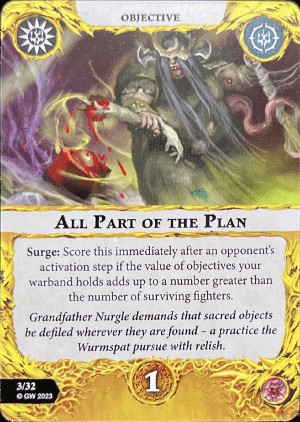 OBJECTIVE
ALL PART OF THE PLAN
Surge: Score this immediately after an opponent's
activation step if the value of objectives your
warband holds adds up to a number greater than
the number of surviving fighters.
Grandfather Nurgle demands that sacred objects
be defiled wherever they are found – a practice the
Wurmspat pursue with relish.
3/32
© GW 2023
1